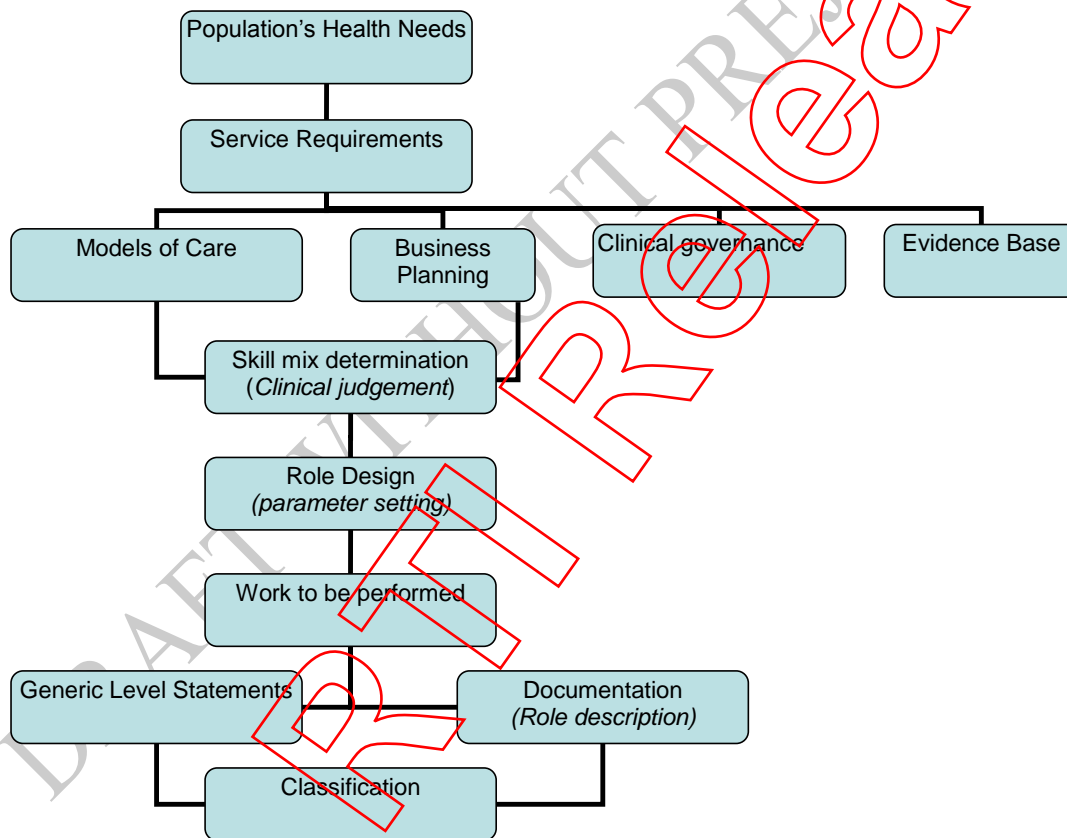 Population's Health Needs
Service Requirements
Models of Care
Business
Planning
Clinical governance
Evidence Base
Skill mix determination
(Clinical judgement)
Role Design
(parameter setting)
Work to be performed
Generic Level Statements
Documentation
(Role description)
Classification
DRAFT WITHOUT PREJ
RTI Relea